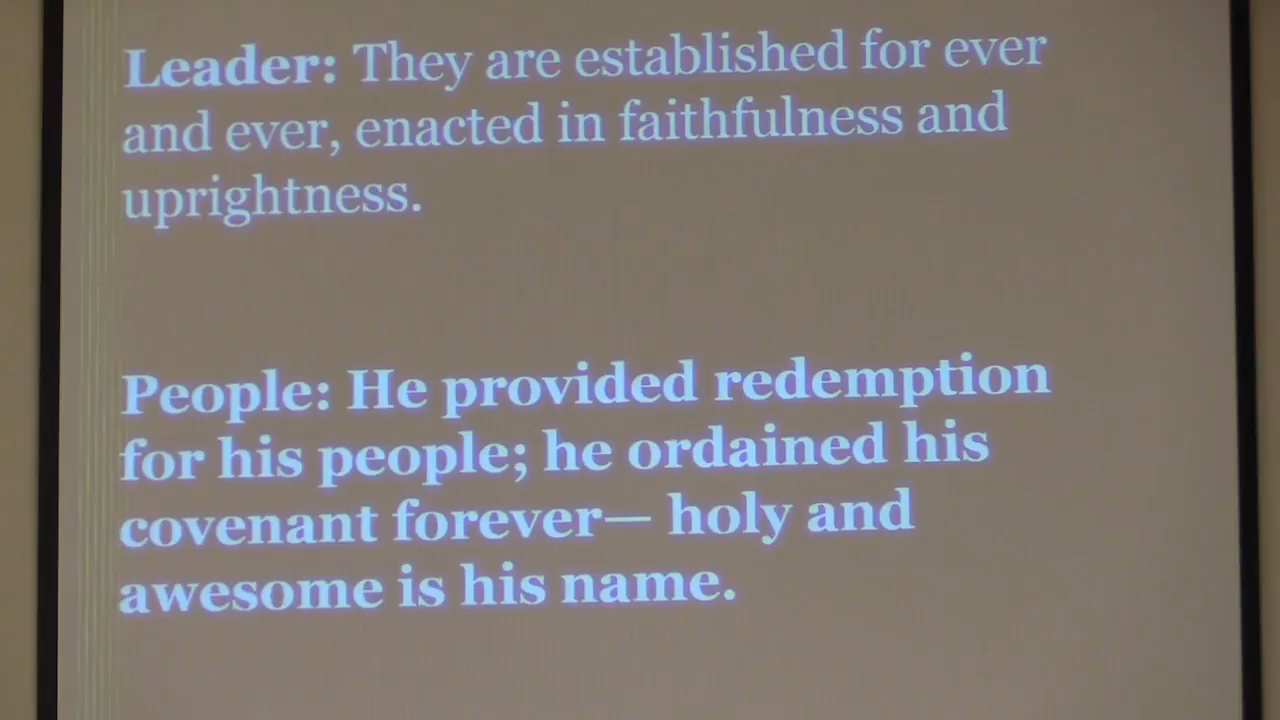 Leader: They are established for ever
and ever, enacted in faithfulness and
uprightness.
People: He provided redemption
for his people; he ordained his
covenant forever— holy and
awesome is his name.